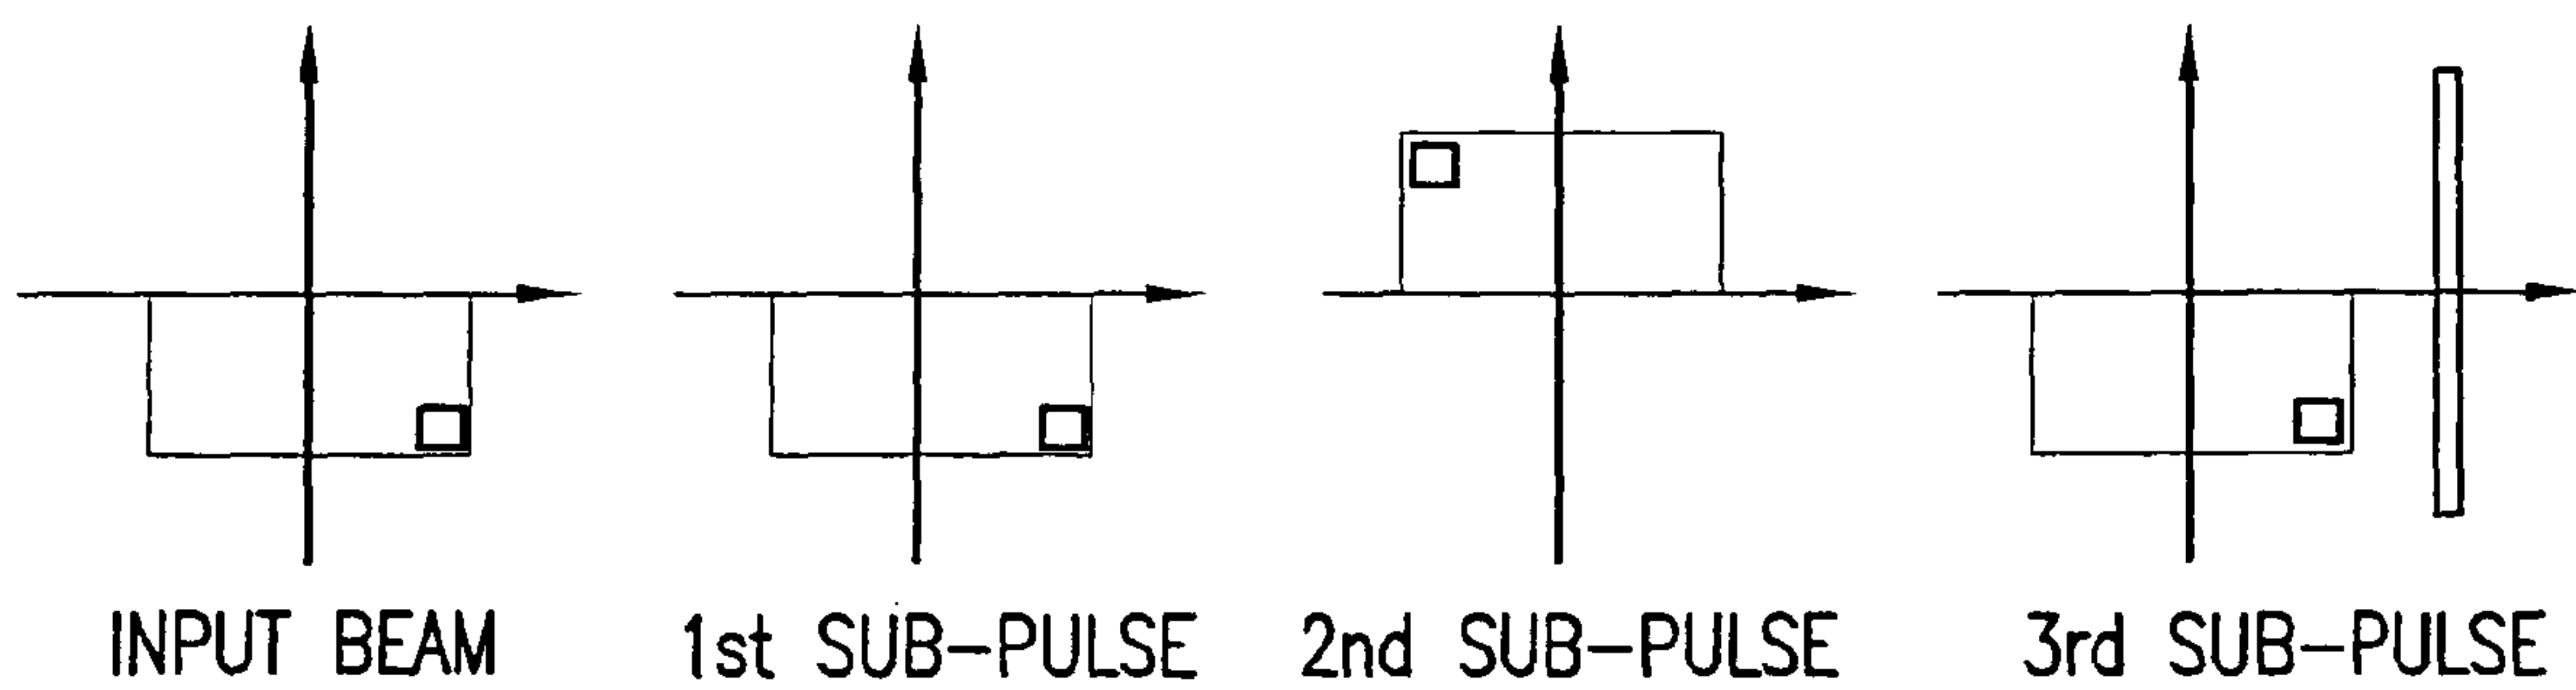 INPUT BEAM
1st SUB-PULSE
2nd SUB-PULSE
3rd SUB-PULSE